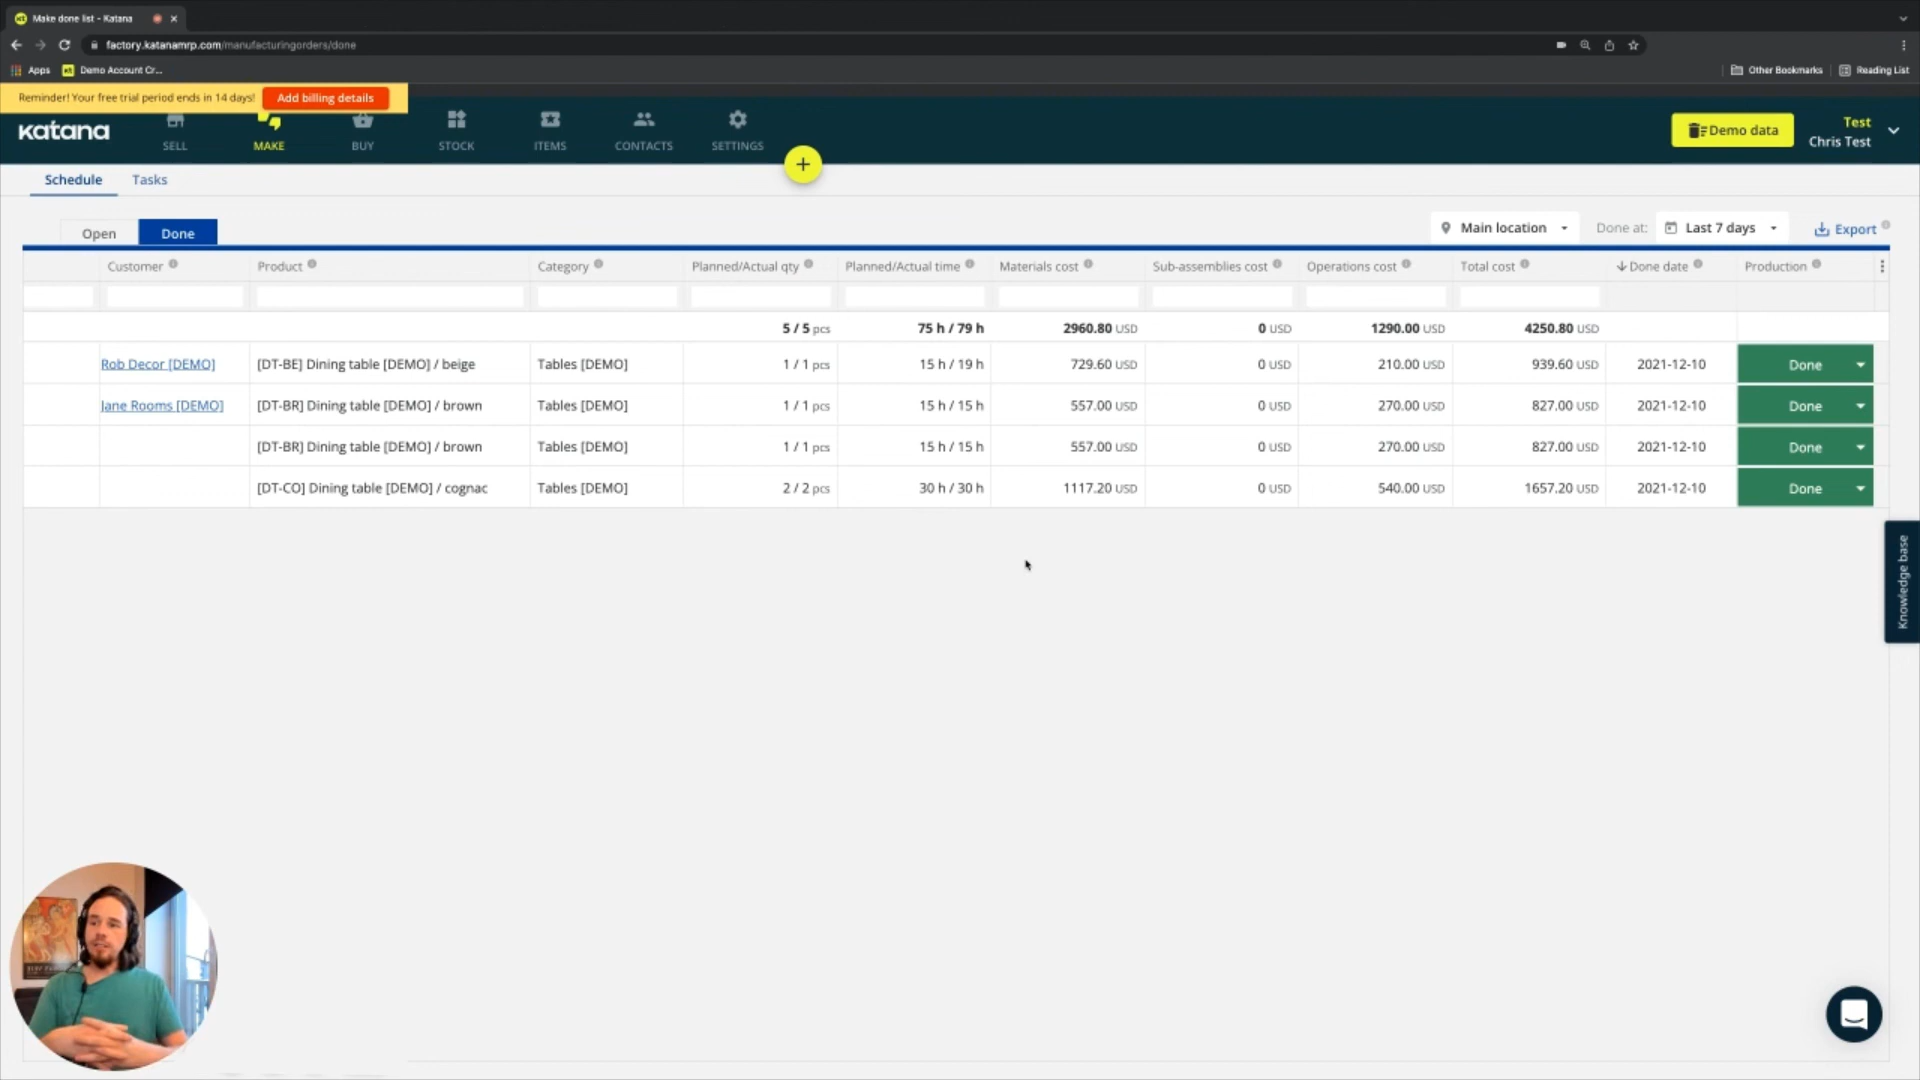 Make done list - Katana
factory.katanamrp.com/manufacturingorders/done
Apps Demo Account Cr... Other Bookmarks Reading List
Reminder! Your free trial period ends in 14 days! Add billing details
katana SELL MAKE BUY STOCK ITEMS CONTACTS SETTINGS + Demo data Test
Chris Test
Schedule Tasks
Open Done Main location Done at: Last 7 days Export
Customer Product Category Planned/Actual qty Planned/Actual time Materials cost Sub-assemblies cost Operations cost Total cost Done date Production
5 / 5 pcs 75 h / 79 h 2960.80 USD 0 USD 1290.00 USD 4250.80 USD
Rob Decor [DEMO] [DT-BE] Dining table [DEMO] / beige Tables [DEMO] 1 / 1 pcs 15 h / 19 h 729.60 USD 0 USD 210.00 USD 939.60 USD 2021-12-10 Done
Jane Rooms [DEMO] [DT-BR] Dining table [DEMO] / brown Tables [DEMO] 1 / 1 pcs 15 h / 15 h 557.00 USD 0 USD 270.00 USD 827.00 USD 2021-12-10 Done
[DT-BR] Dining table [DEMO] / brown Tables [DEMO] 1 / 1 pcs 15 h / 15 h 557.00 USD 0 USD 270.00 USD 827.00 USD 2021-12-10 Done
[DT-CO] Dining table [DEMO] / cognac Tables [DEMO] 2 / 2 pcs 30 h / 30 h 1117.20 USD 0 USD 540.00 USD 1657.20 USD 2021-12-10 Done
Knowledge base